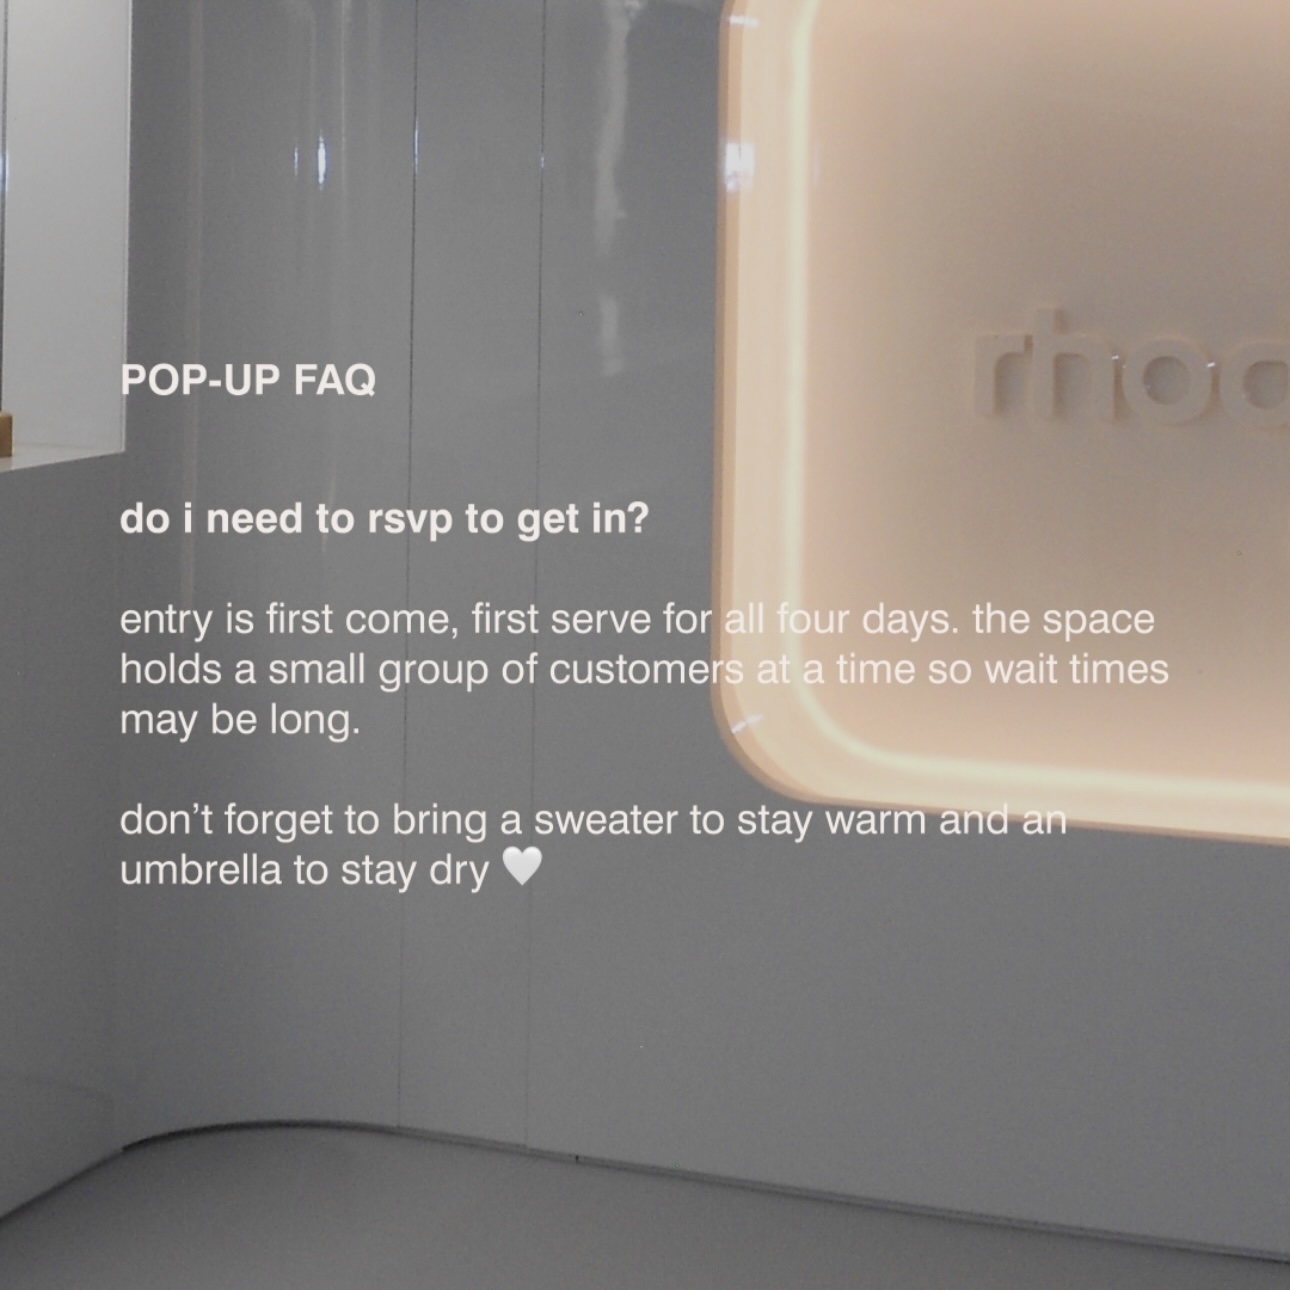 rhod
POP-UP FAQ
do i need to rsvp to get in?
entry is first come, first serve for all four days. the space
holds a small group of customers at a time so wait times
may be long.
don’t forget to bring a sweater to stay warm and an
umbrella to stay dry 🤍